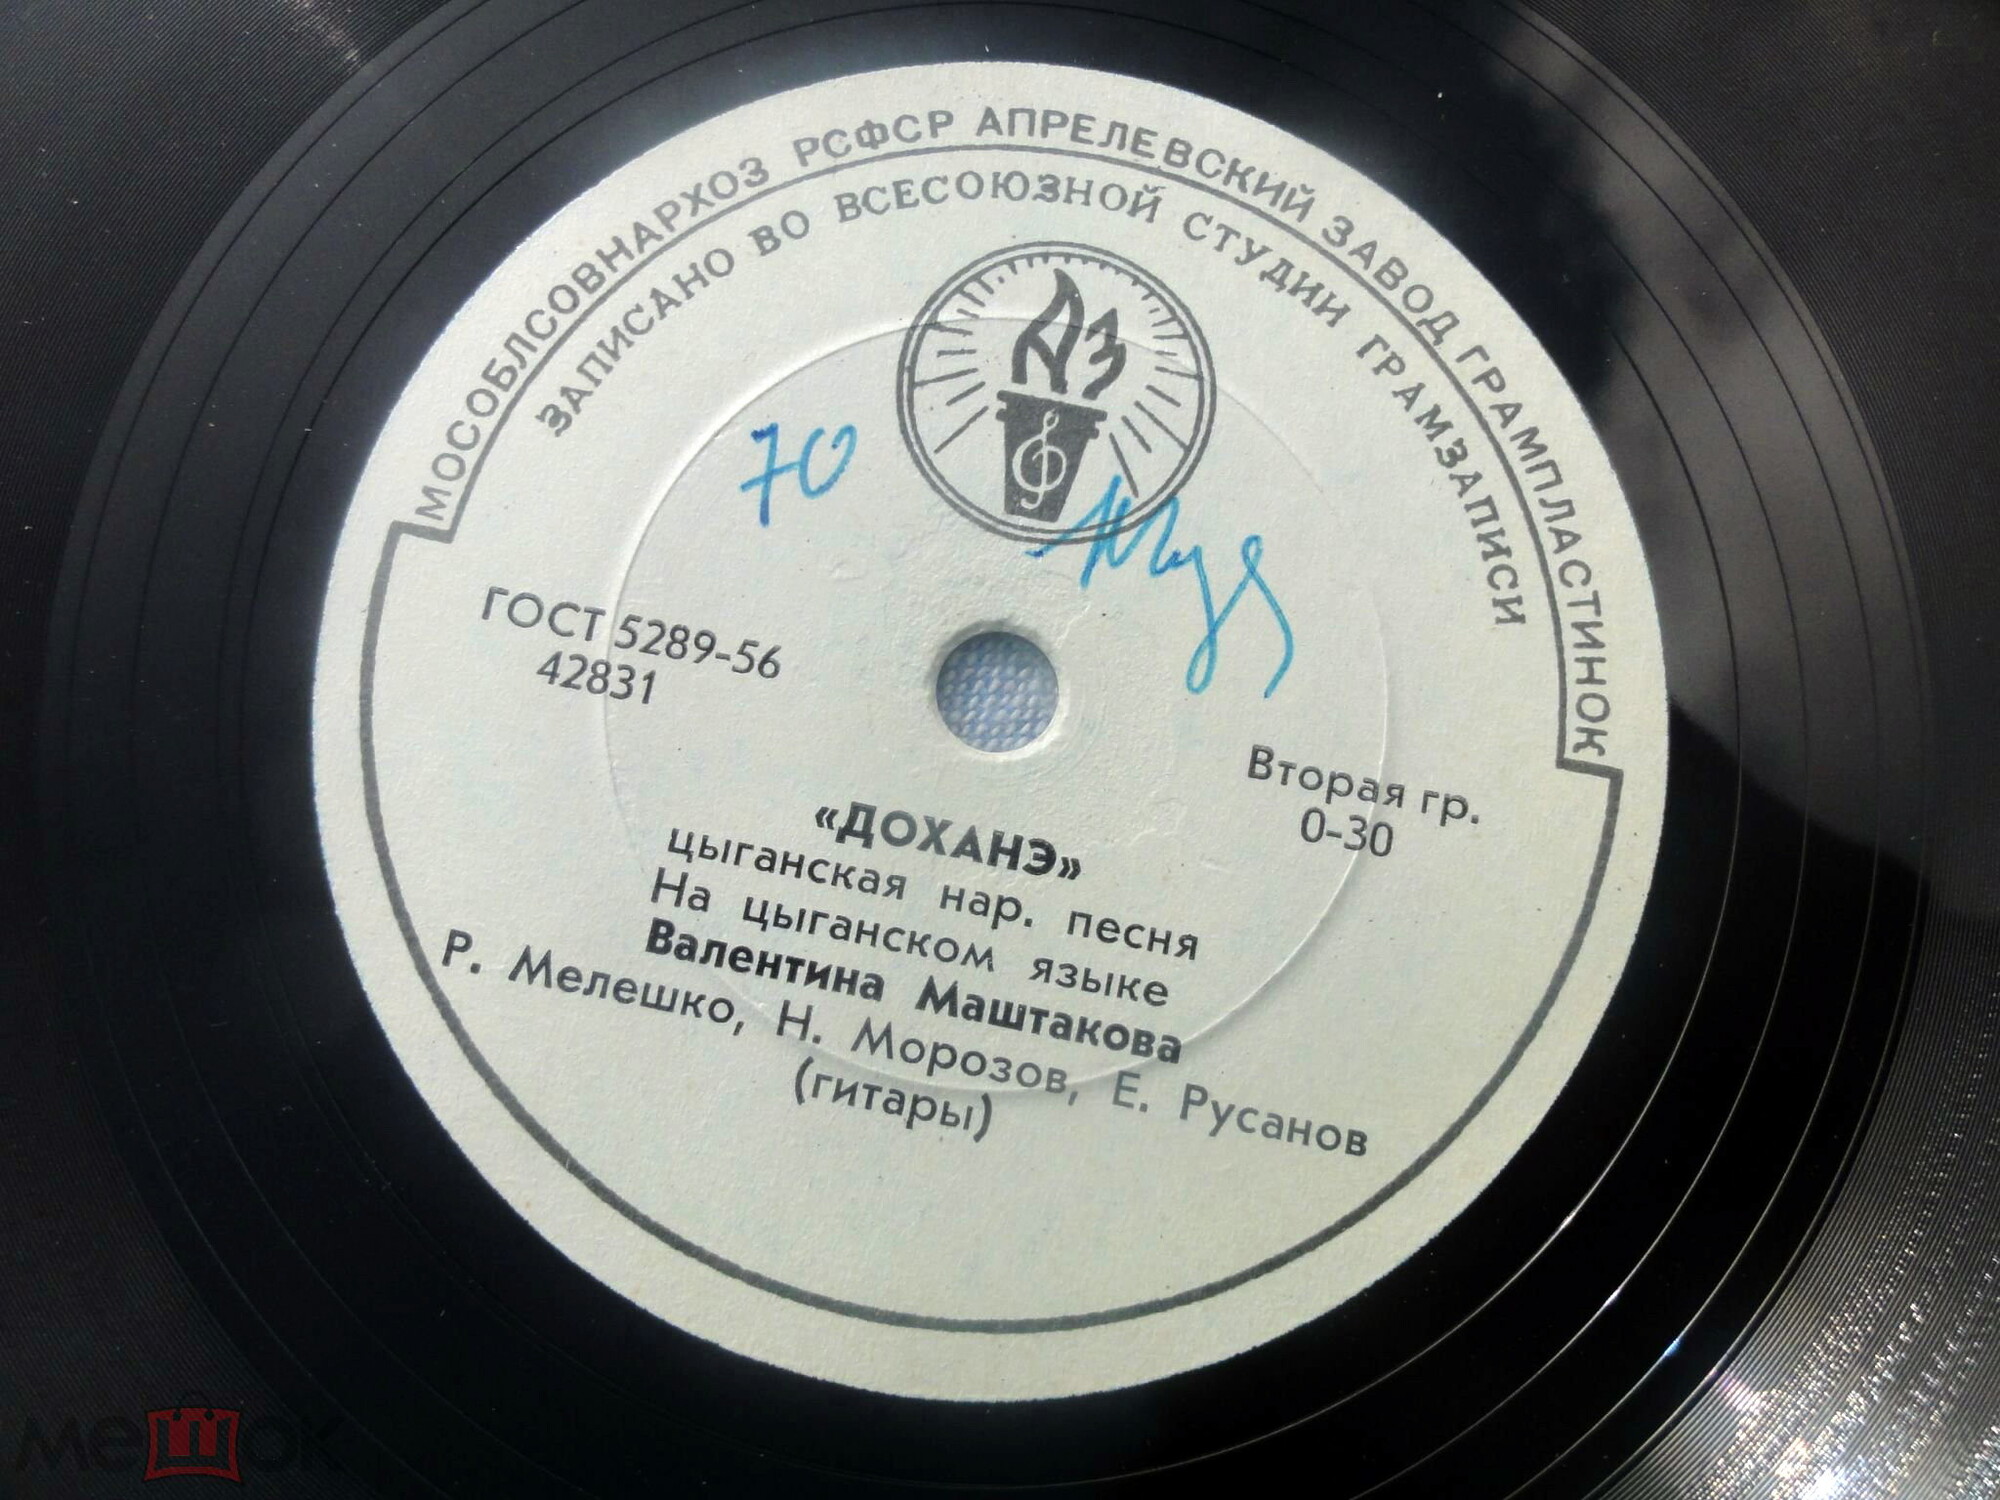 МОСОБЛСОВНАРХОЗ РСФСР АПРЕЛЕВСКИЙ ЗАВОД ГРАМПЛАСТИНОК
ЗАПИСАНО ВО ВСЕСОЮЗНОЙ СТУДИИ ГРАМЗАПИСИ
АЗ
70
ГОСТ 5289-56
42831
Вторая гр.
0-30
«ДОХАНЭ»
цыганская нар. песня
На цыганском языке
Валентина Маштакова
Р. Мелешко, Н. Морозов, Е. Русанов
(гитары)
мешок